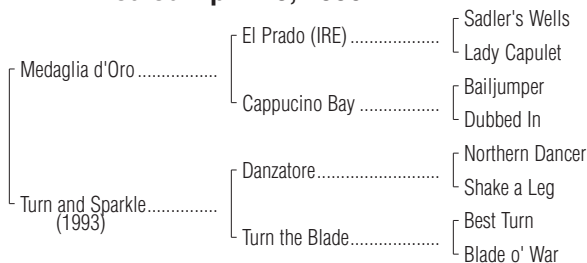 Sadler's Wells
El Prado (IRE)
Lady Capulet
Medaglia d'Oro
Bailjumper
Cappucino Bay
Dubbed In
Northern Dancer
Danzatore
Shake a Leg
Turn and Sparkle
(1993)
Best Turn
Turn the Blade
Blade o' War